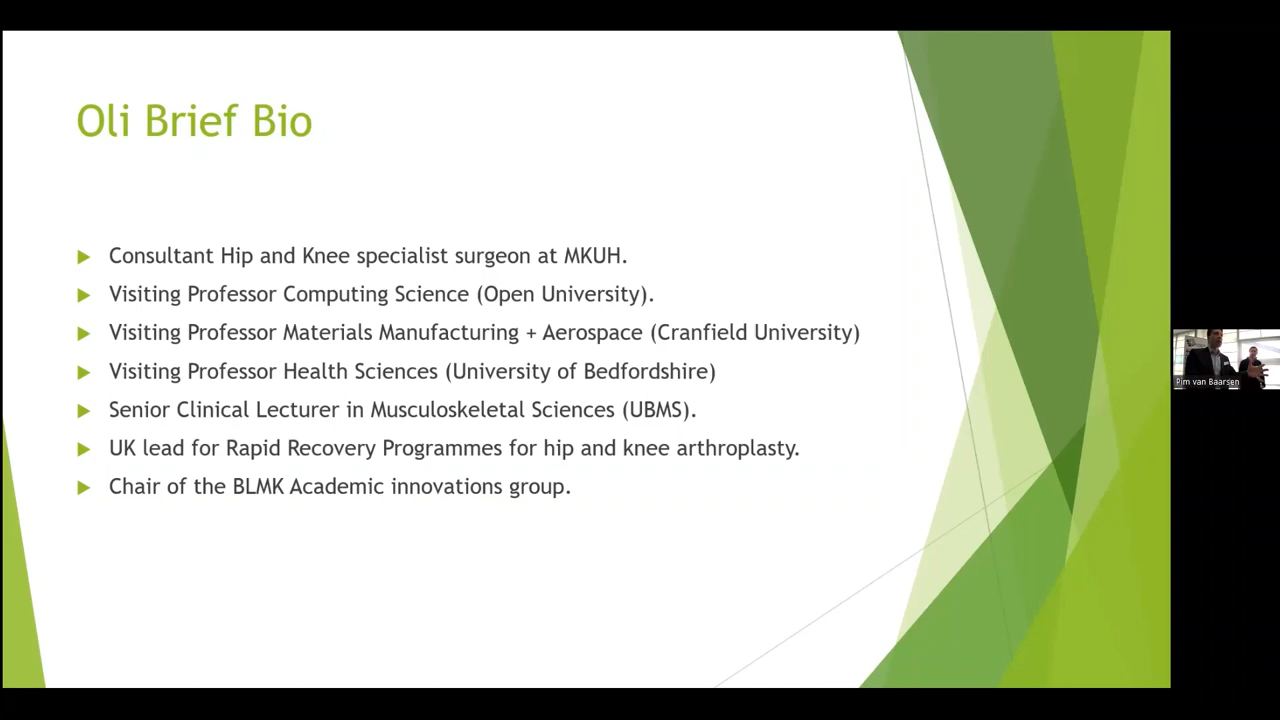 Oli Brief Bio
Consultant Hip and Knee specialist surgeon at MKUH.
Visiting Professor Computing Science (Open University).
Visiting Professor Materials Manufacturing + Aerospace (Cranfield University)
Visiting Professor Health Sciences (University of Bedfordshire)
Senior Clinical Lecturer in Musculoskeletal Sciences (UBMS).
UK lead for Rapid Recovery Programmes for hip and knee arthroplasty.
Chair of the BLMK Academic innovations group.
Pim van Baarsen